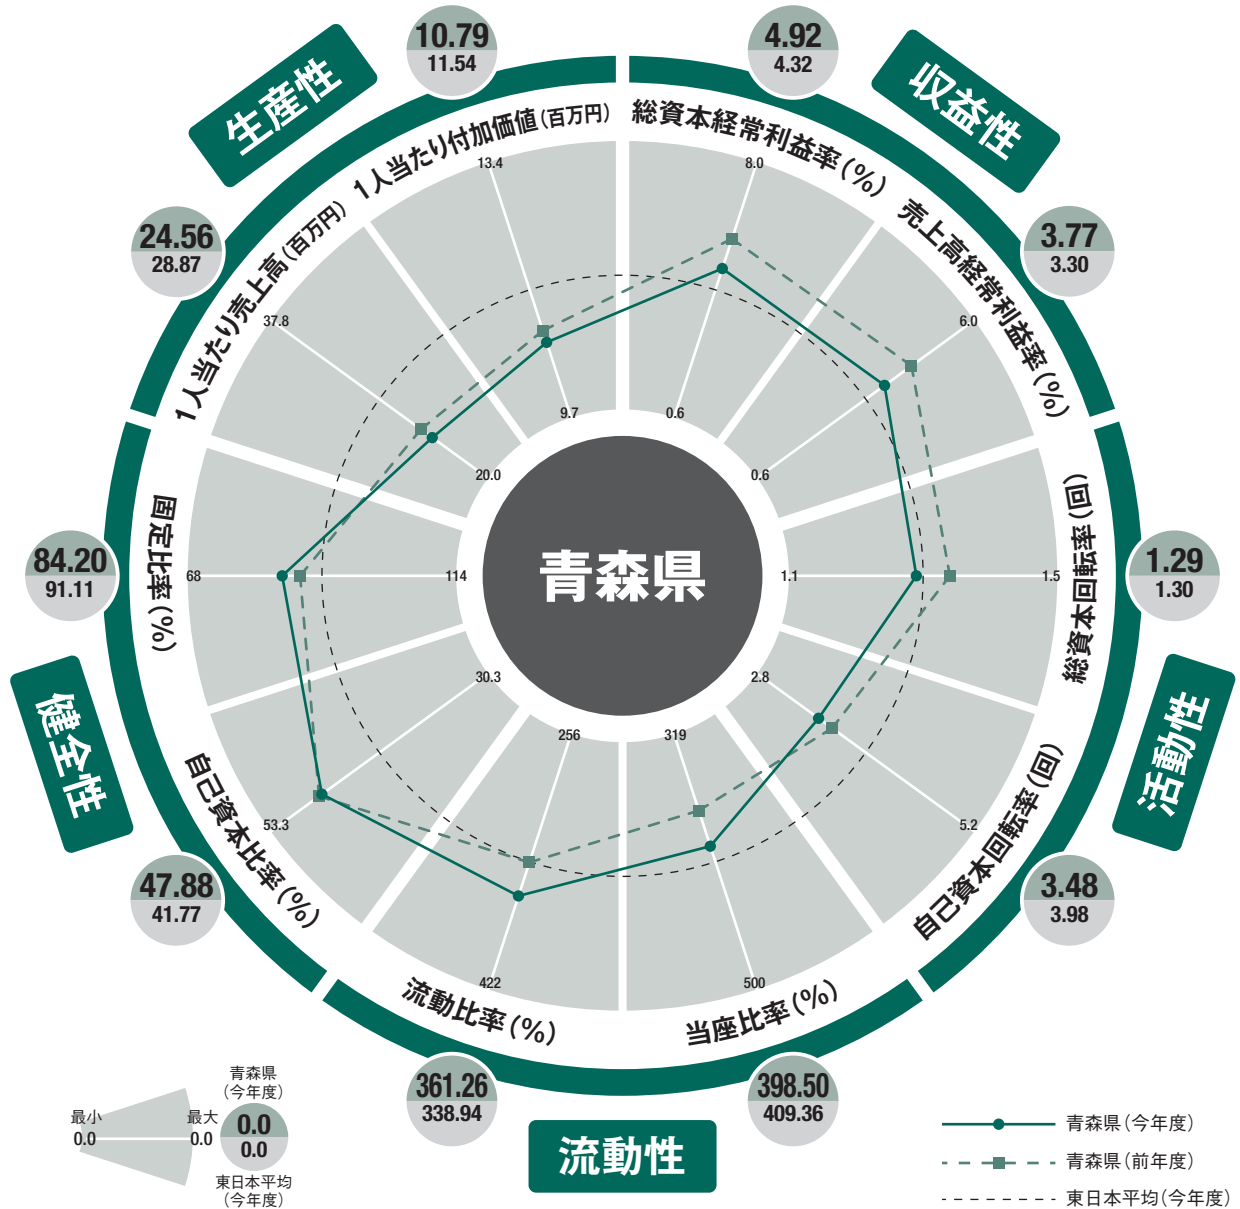 収益性
4.92
4.32
総資本経常利益率（%）
8.0
0.6
3.77
3.30
売上高経常利益率（%）
6.0
0.6
活動性
1.29
1.30
総資本回転率（回）
1.5
1.1
3.48
3.98
自己資本回転率（回）
5.2
2.8
流動性
398.50
409.36
当座比率（%）
500
319
361.26
338.94
流動比率（%）
422
256
健全性
47.88
41.77
自己資本比率（%）
53.3
30.3
84.20
91.11
固定比率（%）
68
114
生産性
24.56
28.87
1人当たり売上高（百万円）
37.8
20.0
10.79
11.54
1人当たり付加価値（百万円）
13.4
9.7
青森県
最小
0.0
最大
0.0
青森県
（今年度）
0.0
0.0
東日本平均
（今年度）
青森県（今年度）
青森県（前年度）
東日本平均（今年度）